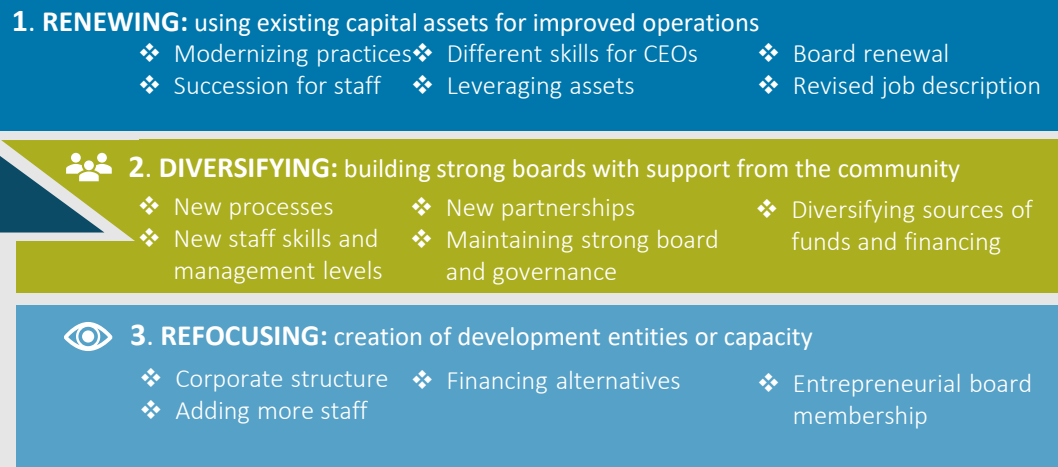 1. RENEWING: using existing capital assets for improved operations
❖ Modernizing practices ❖ Different skills for CEOs ❖ Board renewal
❖ Succession for staff ❖ Leveraging assets ❖ Revised job description
2. DIVERSIFYING: building strong boards with support from the community
❖ New processes
❖ New staff skills and
management levels
❖ New partnerships
❖ Maintaining strong board
and governance
❖ Diversifying sources of
funds and financing
3. REFOCUSING: creation of development entities or capacity
❖ Corporate structure
❖ Adding more staff
❖ Financing alternatives
❖ Entrepreneurial board
membership